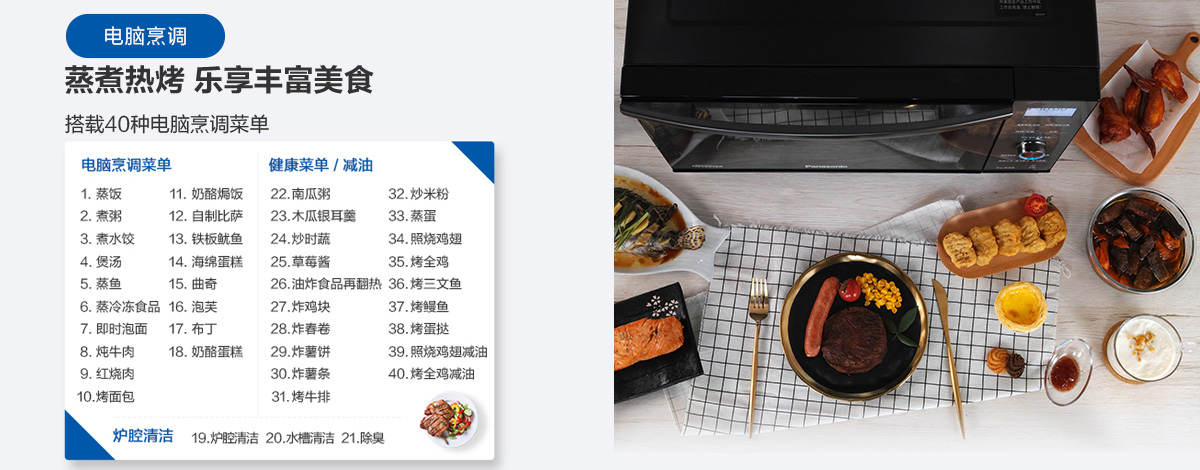 电脑烹调
蒸煮热烤 乐享丰富美食
搭载40种电脑烹调菜单
电脑烹调菜单
1. 蒸饭
2. 煮粥
3. 煮水饺
4. 煲汤
5. 蒸鱼
6. 蒸冷冻食品
7. 即时泡面
8. 炖牛肉
9. 红烧肉
10.烤面包
11. 奶酪焗饭
12. 自制比萨
13. 铁板鱿鱼
14. 海绵蛋糕
15. 曲奇
16. 泡芙
17. 布丁
18. 奶酪蛋糕
健康菜单 / 减油
22.南瓜粥
23.木瓜银耳羹
24.炒时蔬
25.草莓酱
26.油炸食品再翻热
27.炸鸡块
28.炸春卷
29.炸薯饼
30.炸薯条
31.烤牛排
32.炒米粉
33.蒸蛋
34.照烧鸡翅
35.烤全鸡
36.烤三文鱼
37.烤鳗鱼
38.烤蛋挞
39.照烧鸡翅减油
40.烤全鸡减油
炉腔清洁 19.炉腔清洁 20.水槽清洁 21.除臭
Panasonic